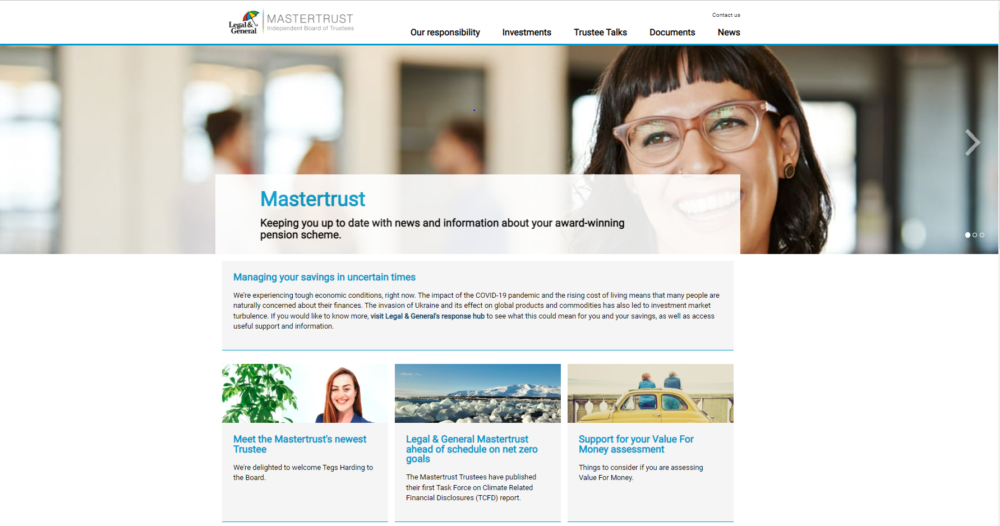 Legal &
General
MASTERTRUST
Independent Board of Trustees
Contact us
Our responsibility
Investments
Trustee Talks
Documents
News
Mastertrust
Keeping you up to date with news and information about your award-winning
pension scheme.
Managing your savings in uncertain times
We're experiencing tough economic conditions, right now. The impact of the COVID-19 pandemic and the rising cost of living means that many people are
naturally concerned about their finances. The invasion of Ukraine and its effect on global products and commodities has also led to investment market
turbulence. If you would like to know more, visit Legal & General's response hub to see what this could mean for you and your savings, as well as access
useful support and information.
Meet the Mastertrust's newest
Trustee
We're delighted to welcome Tegs Harding to
the Board.
Legal & General Mastertrust
ahead of schedule on net zero
goals
The Mastertrust Trustees have published
their first Task Force on Climate Related
Financial Disclosures (TCFD) report.
Support for your Value For
Money assessment
Things to consider if you are assessing
Value For Money.